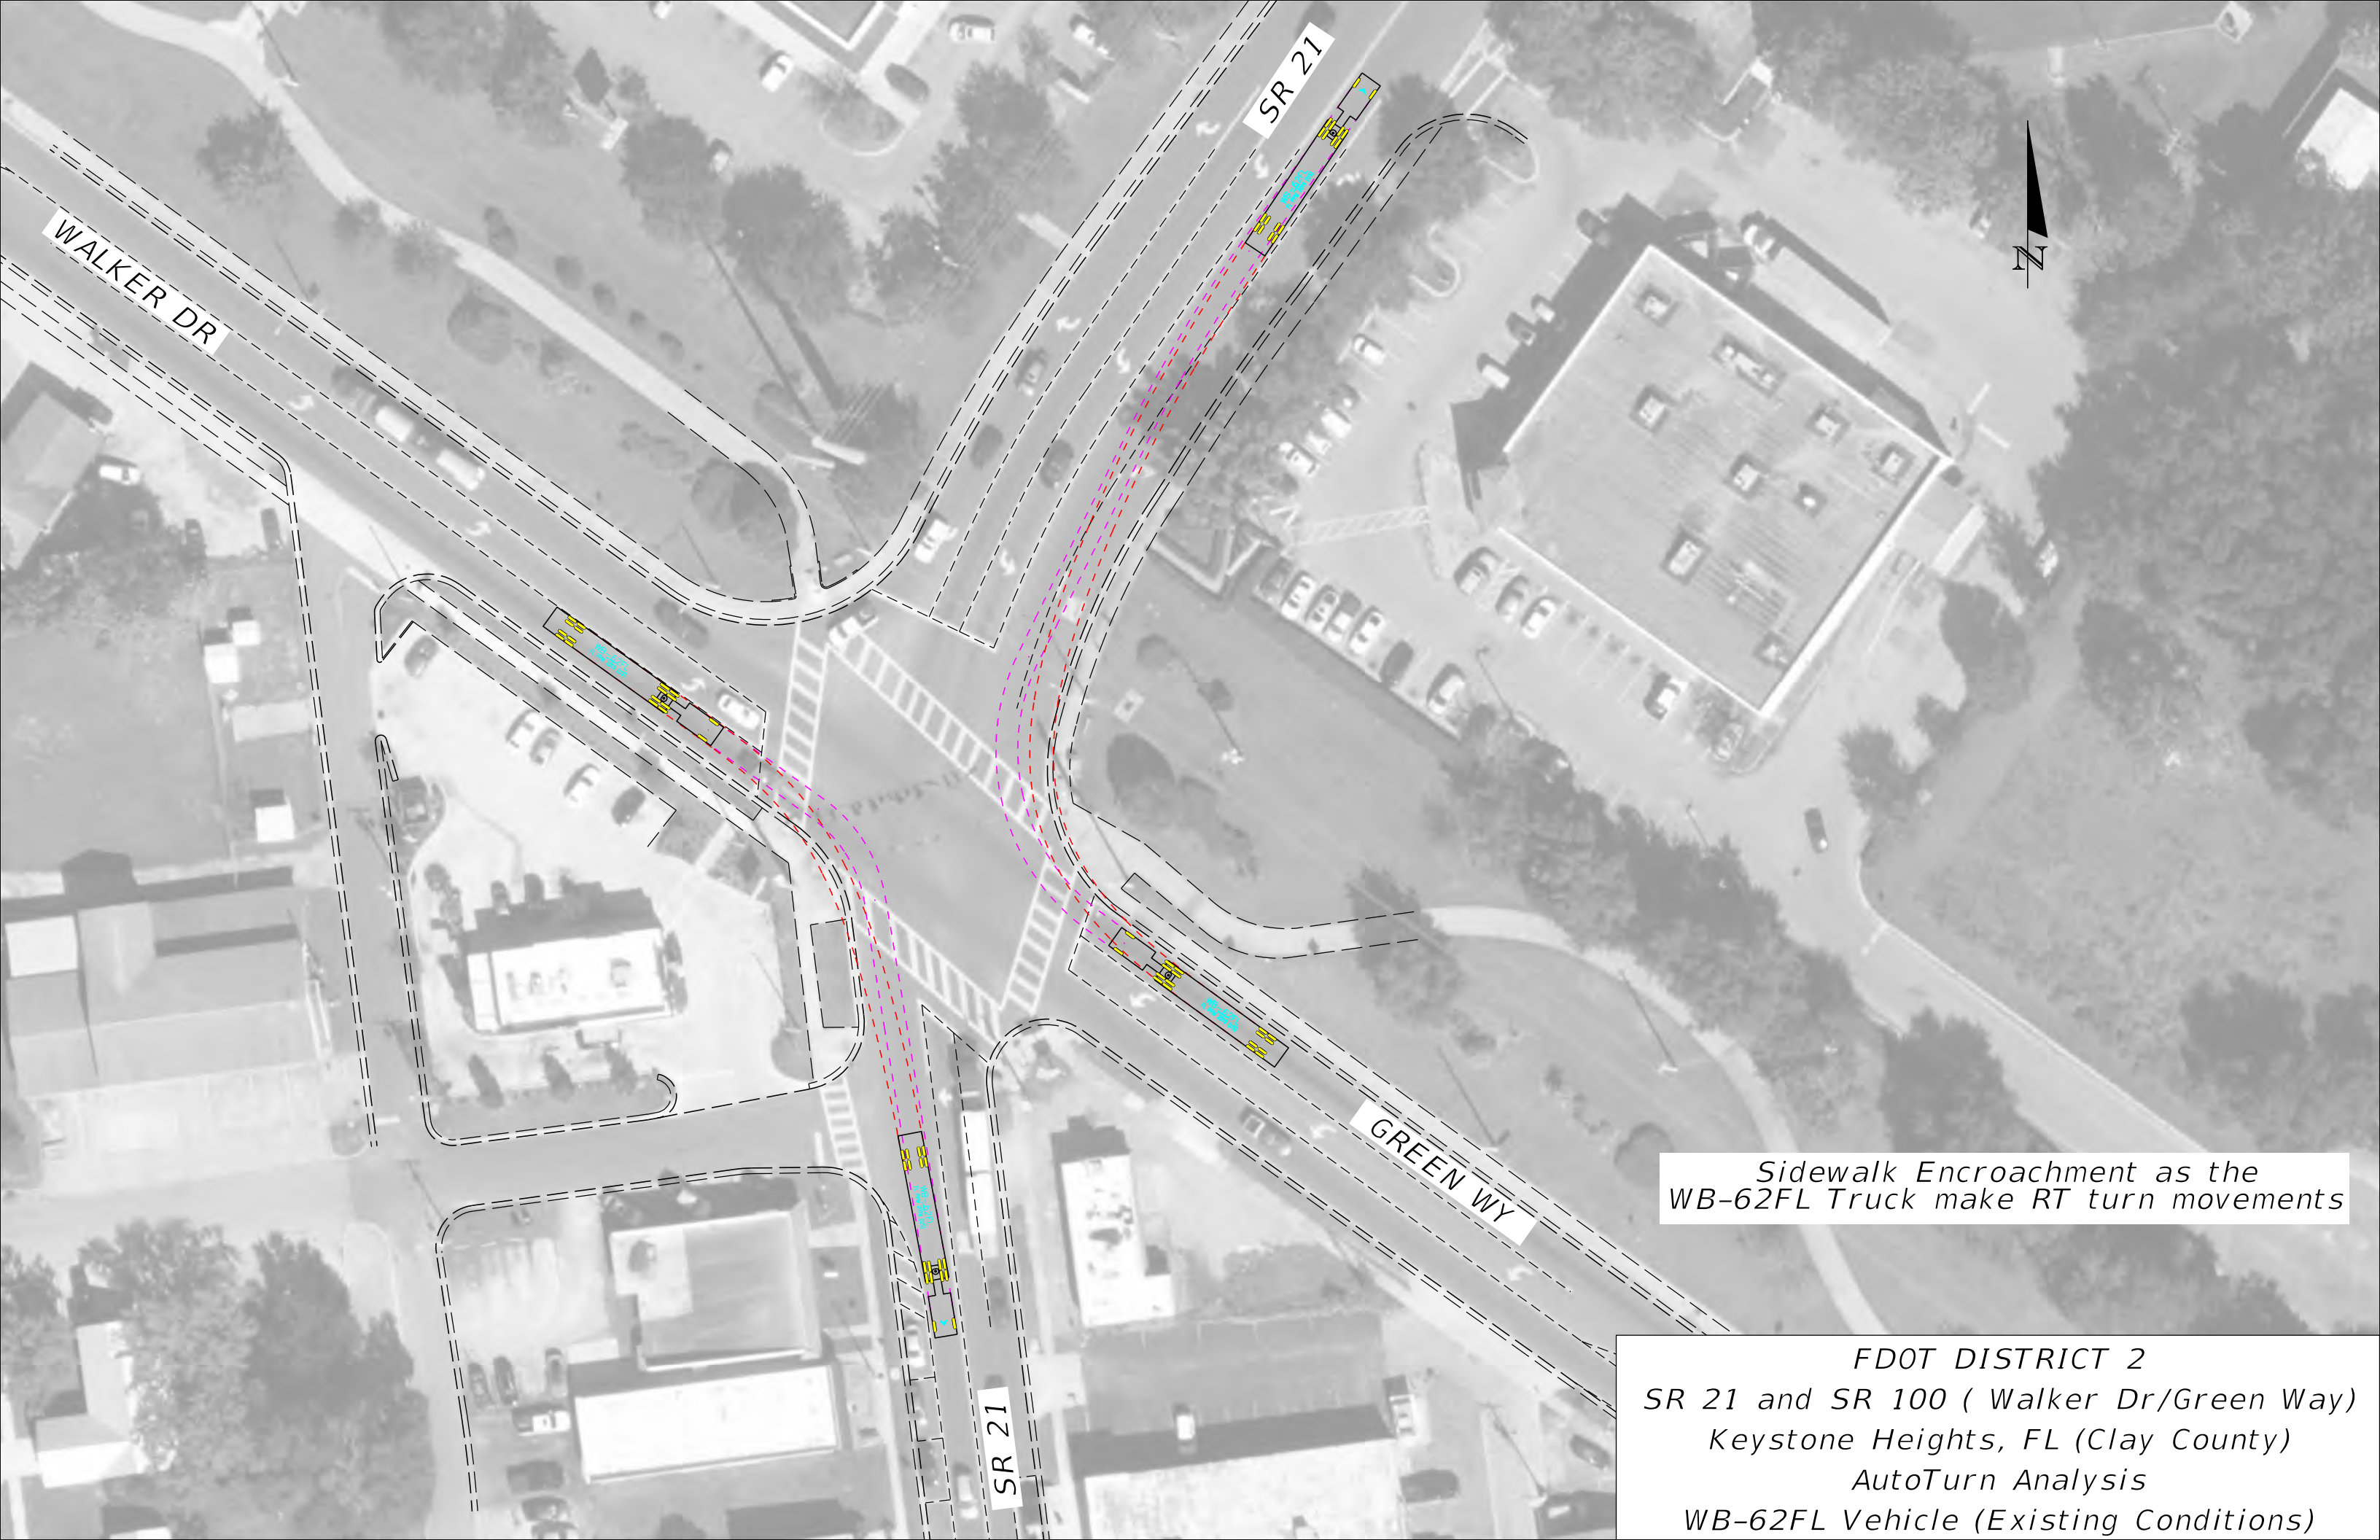 SR 21
WALKER DR
N
GREEN WY
Sidewalk Encroachment as the
WB-62FL Truck make RT turn movements
SR 21
FDOT DISTRICT 2
SR 21 and SR 100 ( Walker Dr/Green Way)
Keystone Heights, FL (Clay County)
AutoTurn Analysis
WB-62FL Vehicle (Existing Conditions)